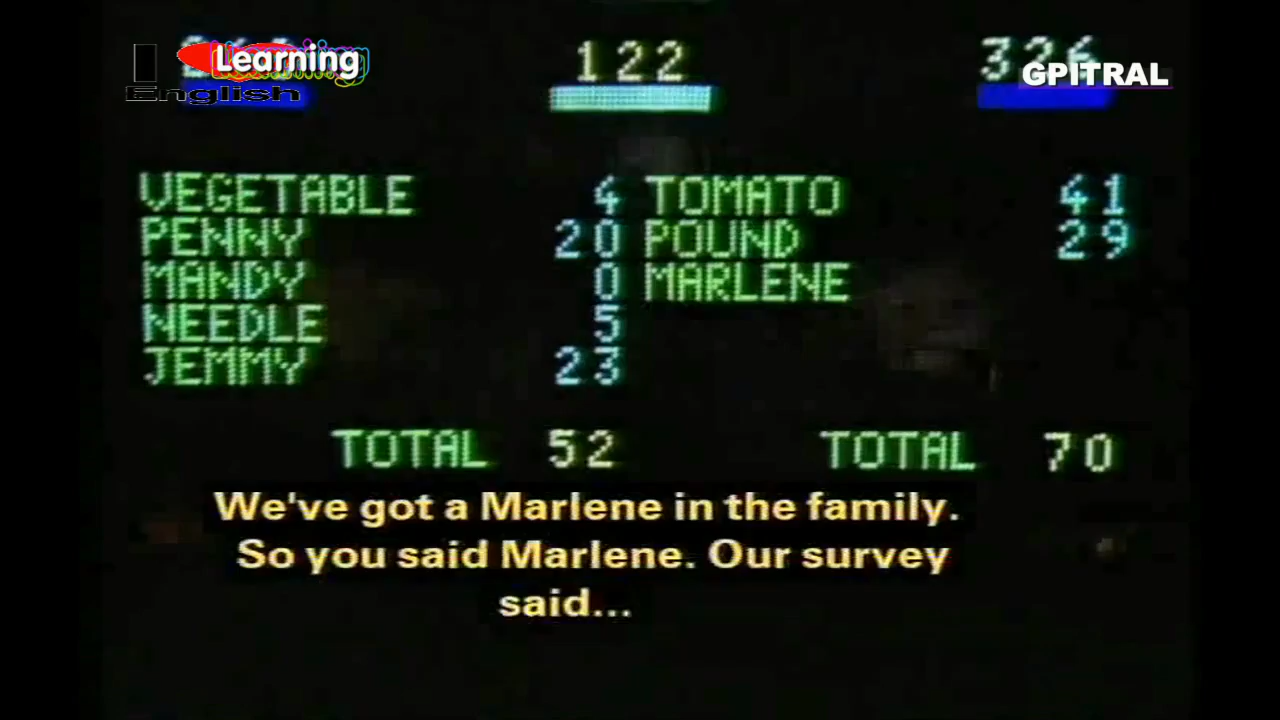 Learning
English
GPITRAL
122
326
VEGETABLE 4 TOMATO 41
PENNY 20 POUND 29
MANDY 0 MARLENE
NEEDLE 5
JEMMY 23
TOTAL 52 TOTAL 70
We've got a Marlene in the family.
So you said Marlene. Our survey
said...